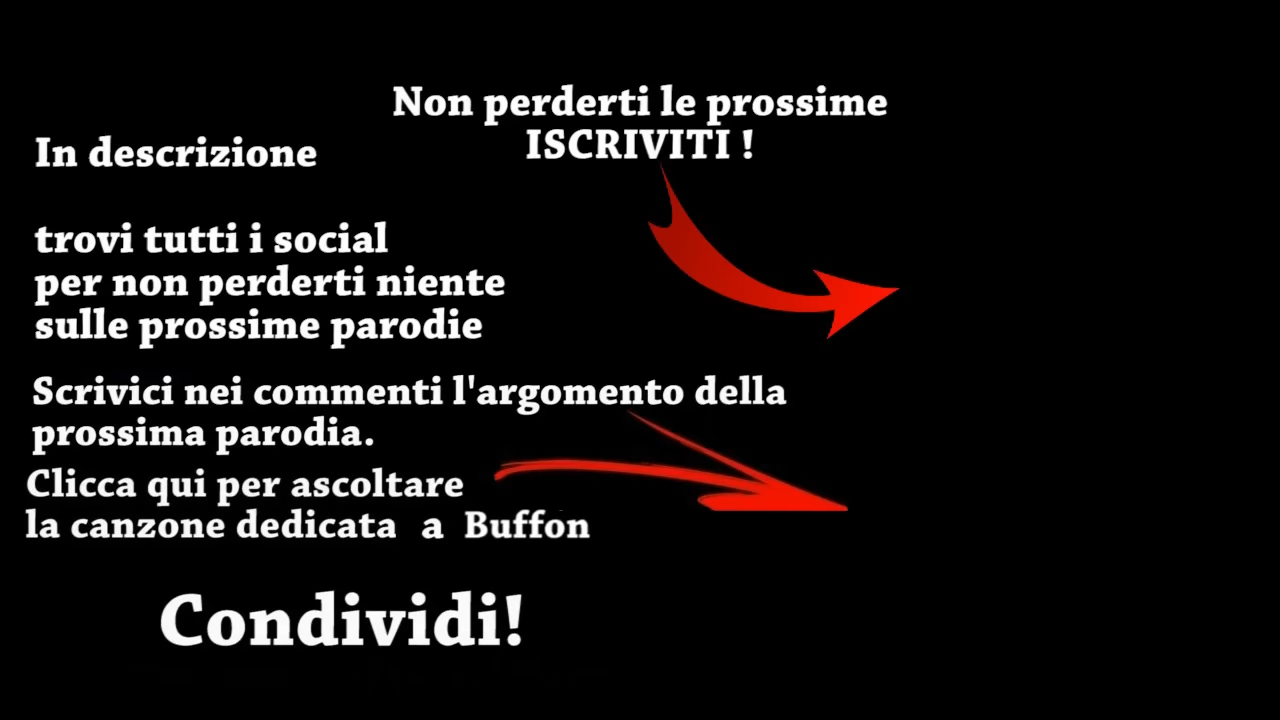 Non perderti le prossime
ISCRIVITI !
In descrizione
trovi tutti i social
per non perderti niente
sulle prossime parodie
Scrivici nei commenti l'argomento della
prossima parodia.
Clicca qui per ascoltare
la canzone dedicata a Buffon
Condividi!